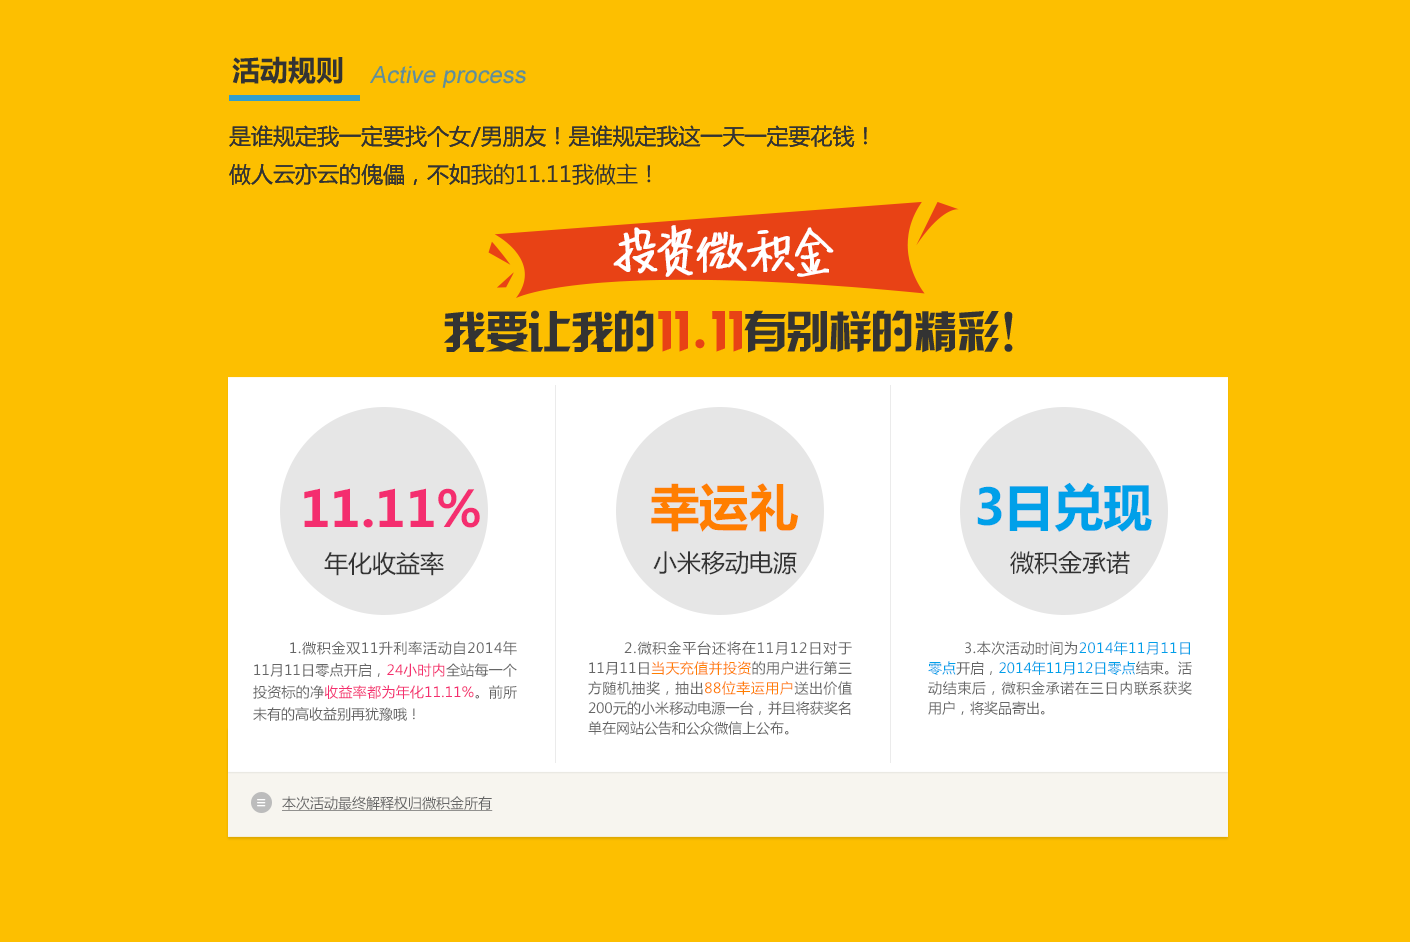 活动规则 Active process
是谁规定我一定要找个女/男朋友！是谁规定我这一天一定要花钱！
做人云亦云的傀儡，不如我的11.11我做主！
投资微积金
我要让我的11.11有别样的精彩!
11.11%
年化收益率
1.微积金双11升利率活动自2014年
11月11日零点开启，24小时内全站每一个
投资标的净收益率都为年化11.11%。前所
未有的高收益别再犹豫哦！
幸运礼
小米移动电源
2.微积金平台还将在11月12日对于
11月11日当天充值并投资的用户进行第三
方随机抽奖，抽出88位幸运用户送出价值
200元的小米移动电源一台，并且将获奖名
单在网站公告和公众微信上公布。
3日兑现
微积金承诺
3.本次活动时间为2014年11月11日
零点开启，2014年11月12日零点结束。活
动结束后，微积金承诺在三日内联系获奖
用户，将奖品寄出。
本次活动最终解释权归微积金所有